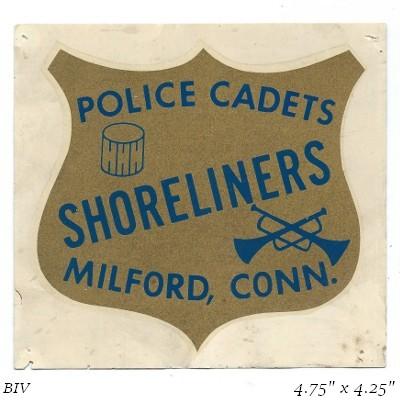 POLICE CADETS
SHORELINERS
MILFORD, CONN.
BIV 4.75" x 4.25"